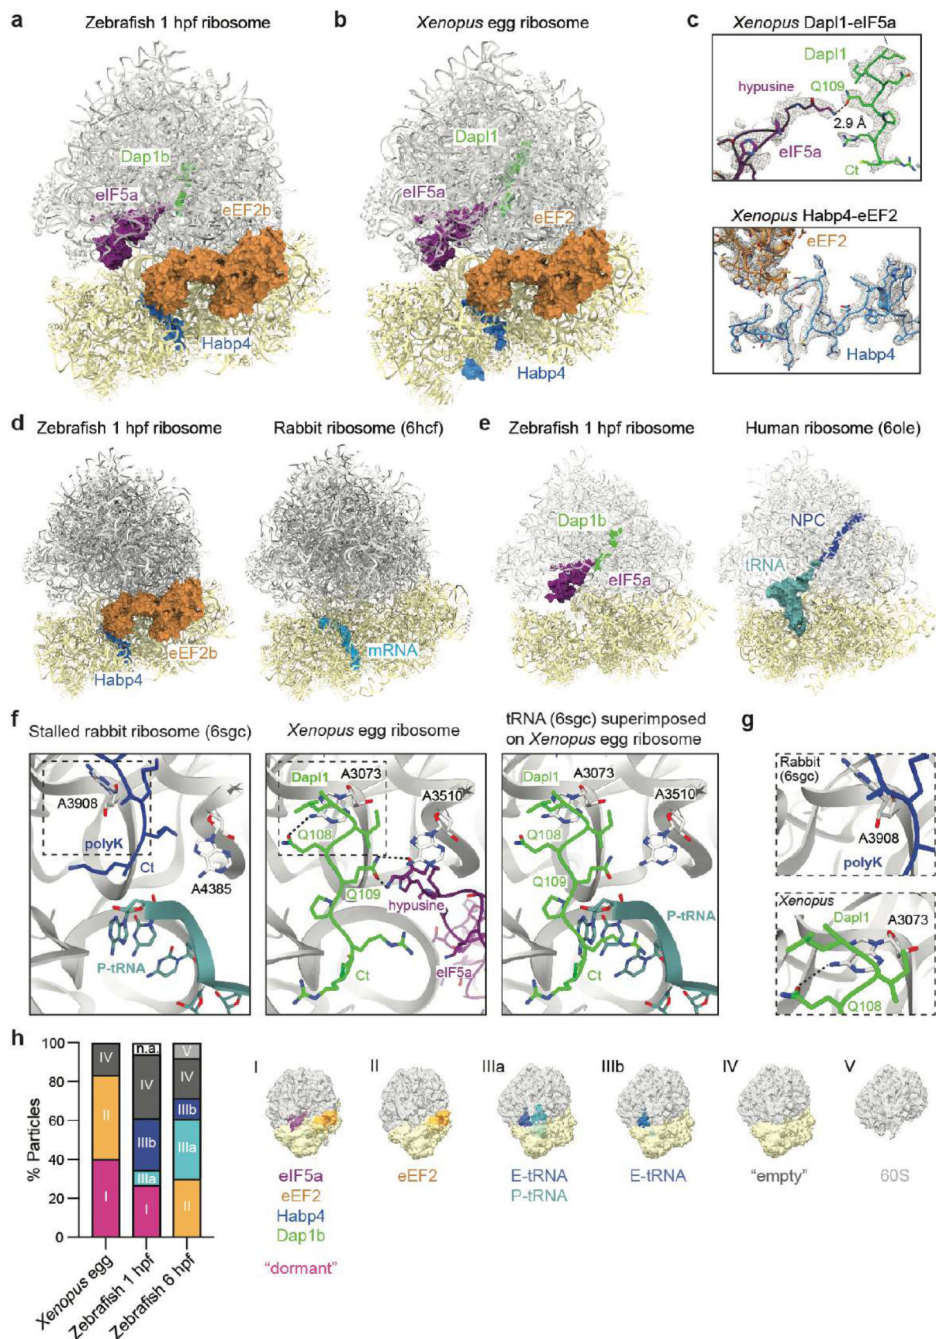 a
Zebrafish 1 hpf ribosome
Dap1b
eIF5a
eEF2b
Habp4
b
Xenopus egg ribosome
Dapl1
eIF5a
eEF2
Habp4
c
Xenopus Dapl1-eIF5a
Dapl1
Q109
hypusine
2.9 Å
eIF5a
Ct
Xenopus Habp4-eEF2
eEF2
Habp4
d
Zebrafish 1 hpf ribosome
eEF2b
Habp4
Rabbit ribosome (6hcf)
mRNA
e
Zebrafish 1 hpf ribosome
Dap1b
eIF5a
Human ribosome (6ole)
NPC
tRNA
f
Stalled rabbit ribosome (6sgc)
A3908
polyK
Ct
A4385
P-tRNA
Xenopus egg ribosome
Dapl1
A3073
A3510
Q108
Q109
hypusine
eIF5a
Ct
tRNA (6sgc) superimposed
on Xenopus egg ribosome
Dapl1
A3073
A3510
Q108
Q109
P-tRNA
Ct
g
Rabbit
(6sgc)
A3908
polyK
Xenopus
Dapl1
A3073
Q108
h
% Particles
100
80
60
40
20
0
IV
II
I
n.a.
IV
IIIb
IIIa
I
V
IV
IIIb
IIIa
II
Xenopus egg
Zebrafish 1 hpf
Zebrafish 6 hpf
I
eIF5a
eEF2
Habp4
Dap1b
“dormant”
II
eEF2
IIIa
E-tRNA
P-tRNA
IIIb
E-tRNA
IV
“empty”
V
60S